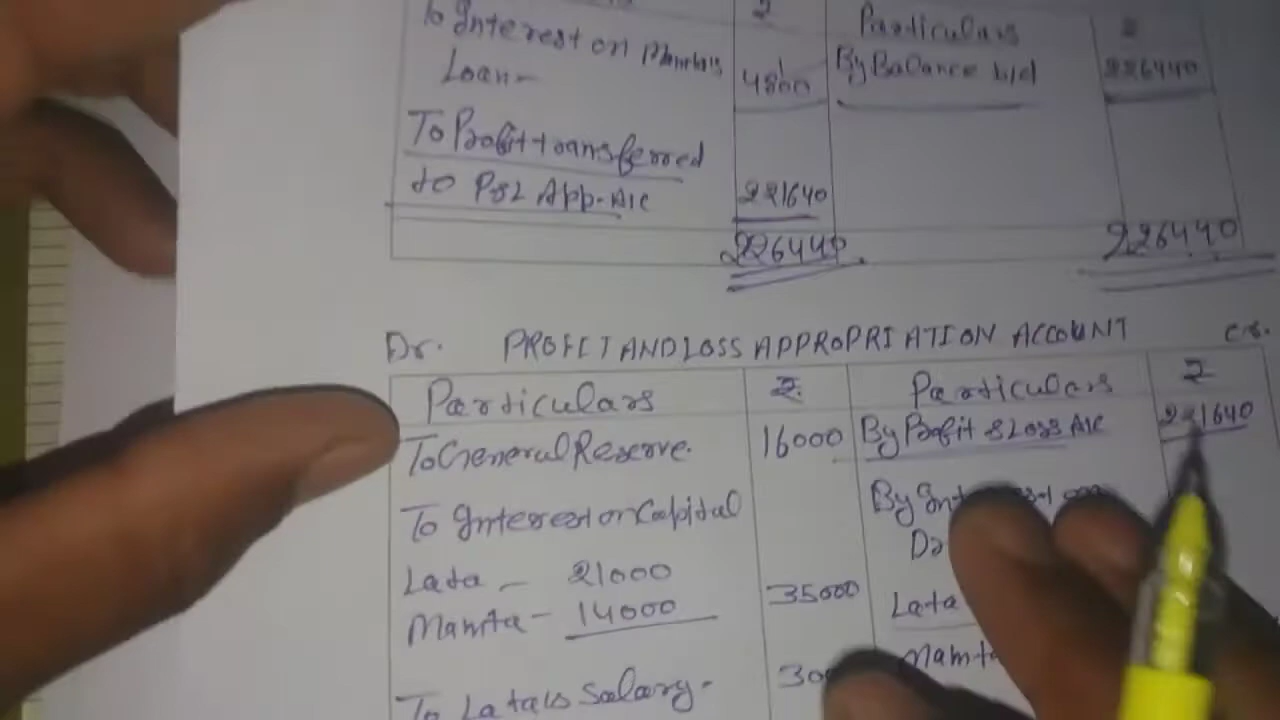 ₹ Particulars ₹
To Interest on Mamta's
Loan- 4800 By Balance b/d 226440
To Profit transferred
to P&L App. A/c 221640
226440 226440
Dr. PROFIT AND LOSS APPROPRIATION ACCOUNT Cr.
Particulars ₹. Particulars ₹
To General Reserve. 16000 By Profit & Loss A/c 221640
To Interest on Capital By
Lata - 21000
Mamta - 14000 35000 Lata
To Lata's Salary- Mamta